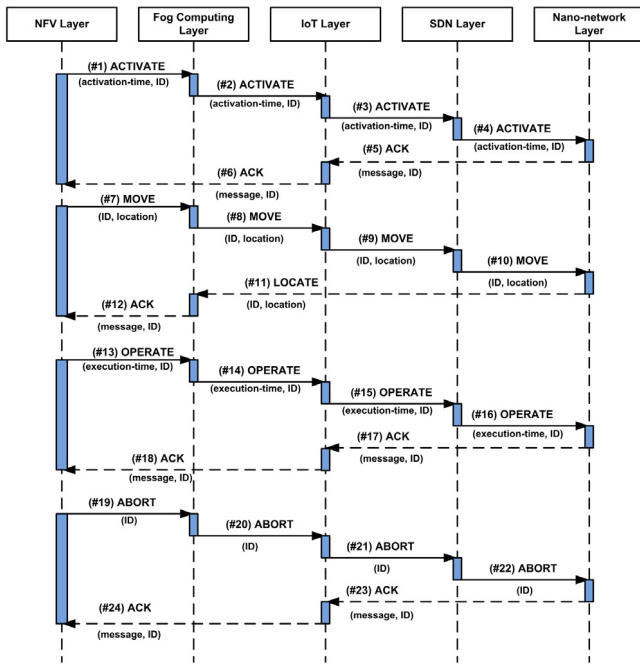 NFV Layer
Fog Computing
Layer
IoT Layer
SDN Layer
Nano-network
Layer
(#1) ACTIVATE
(activation-time, ID)
(#2) ACTIVATE
(activation-time, ID)
(#3) ACTIVATE
(activation-time, ID)
(#4) ACTIVATE
(activation-time, ID)
(#5) ACK
(message, ID)
(#6) ACK
(message, ID)
(#7) MOVE
(ID, location)
(#8) MOVE
(ID, location)
(#9) MOVE
(ID, location)
(#10) MOVE
(ID, location)
(#11) LOCATE
(ID, location)
(#12) ACK
(message, ID)
(#13) OPERATE
(execution-time, ID)
(#14) OPERATE
(execution-time, ID)
(#15) OPERATE
(execution-time, ID)
(#16) OPERATE
(execution-time, ID)
(#17) ACK
(message, ID)
(#18) ACK
(message, ID)
(#19) ABORT
(ID)
(#20) ABORT
(ID)
(#21) ABORT
(ID)
(#22) ABORT
(ID)
(#23) ACK
(message, ID)
(#24) ACK
(message, ID)